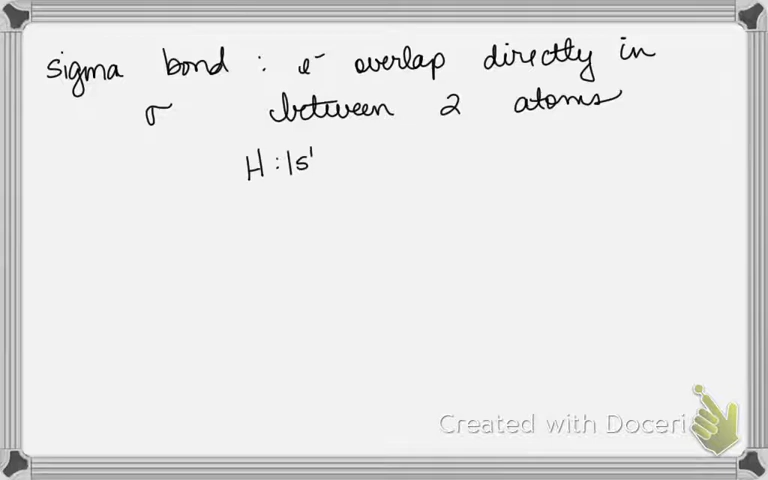 sigma bond : e⁻ overlap directly in
σ between 2 atoms
H : 1s¹
Created with Doceri